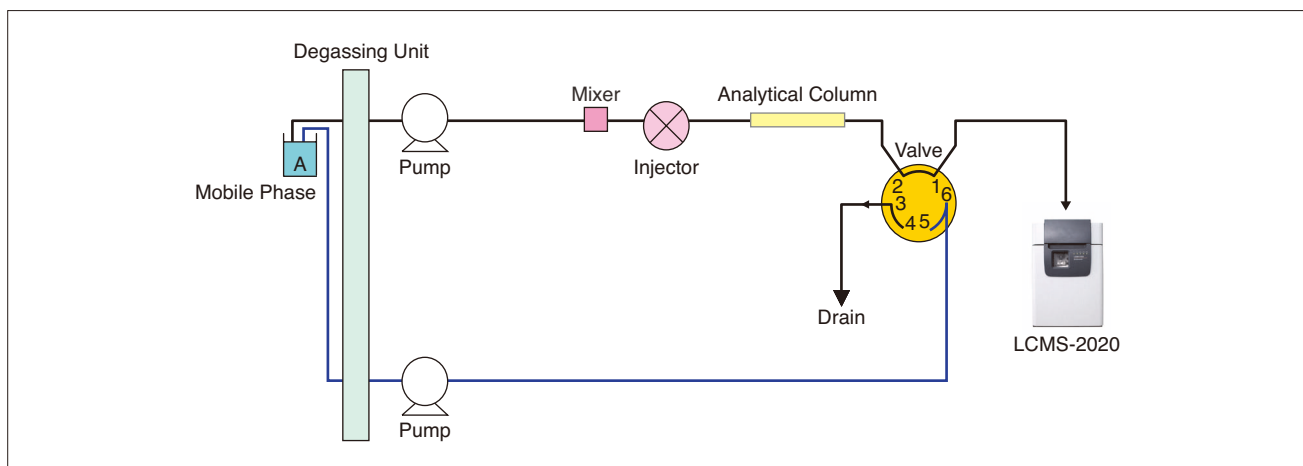 Degassing Unit
Mixer
Analytical Column
Valve
A
Mobile Phase
Pump
Injector
2 1
3 6
4 5
Drain
LCMS-2020
Pump